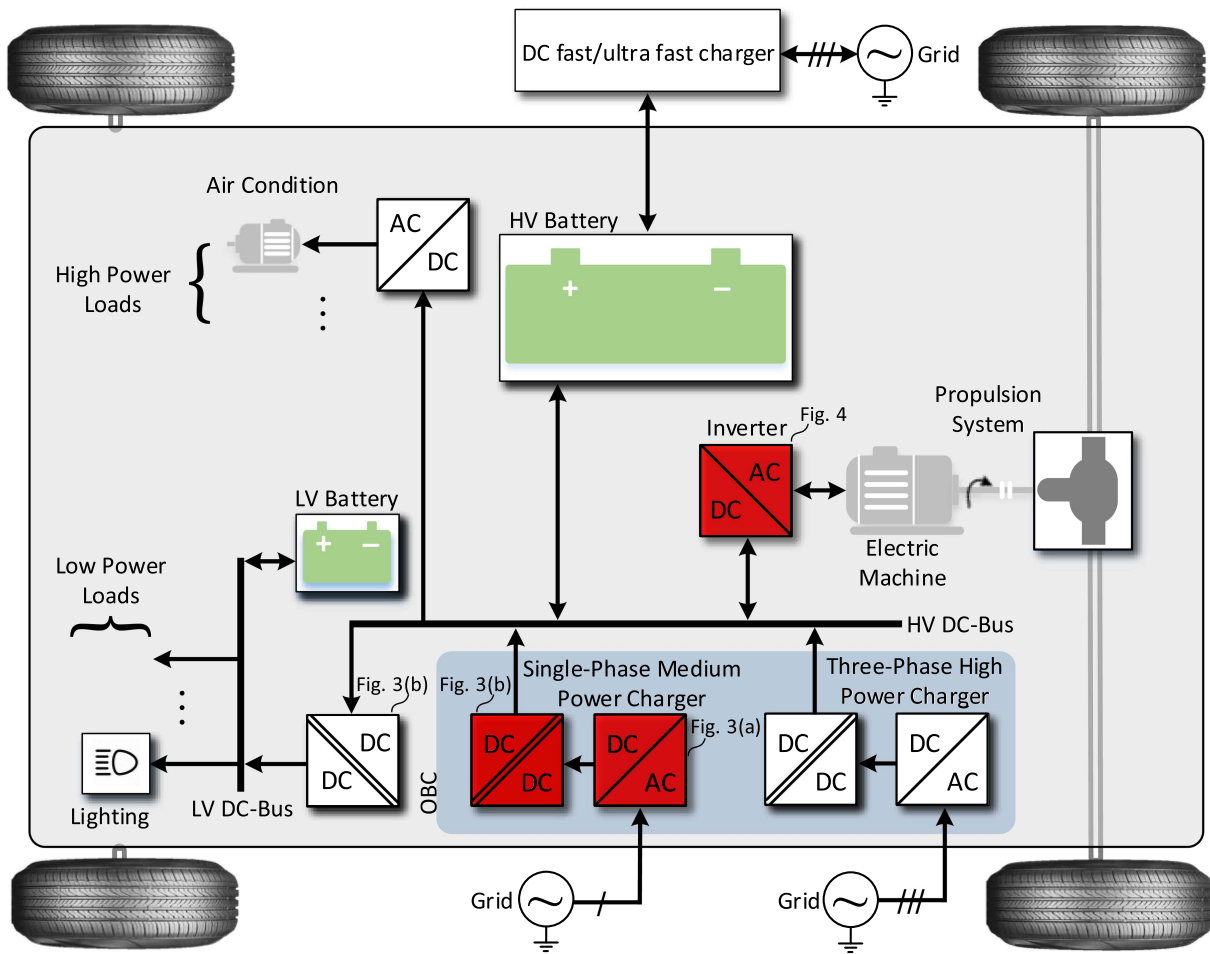 DC fast/ultra fast charger
Grid
Air Condition
AC
DC
HV Battery
+
−
High Power
Loads
Propulsion
System
Fig. 4
Inverter
AC
DC
LV Battery
+
−
Electric
Machine
Low Power
Loads
HV DC-Bus
Single-Phase Medium
Power Charger
Three-Phase High
Power Charger
Fig. 3(b)
Fig. 3(b)
Fig. 3(a)
DC
DC
DC
DC
DC
AC
DC
DC
DC
AC
OBC
LV DC-Bus
Lighting
Grid
Grid